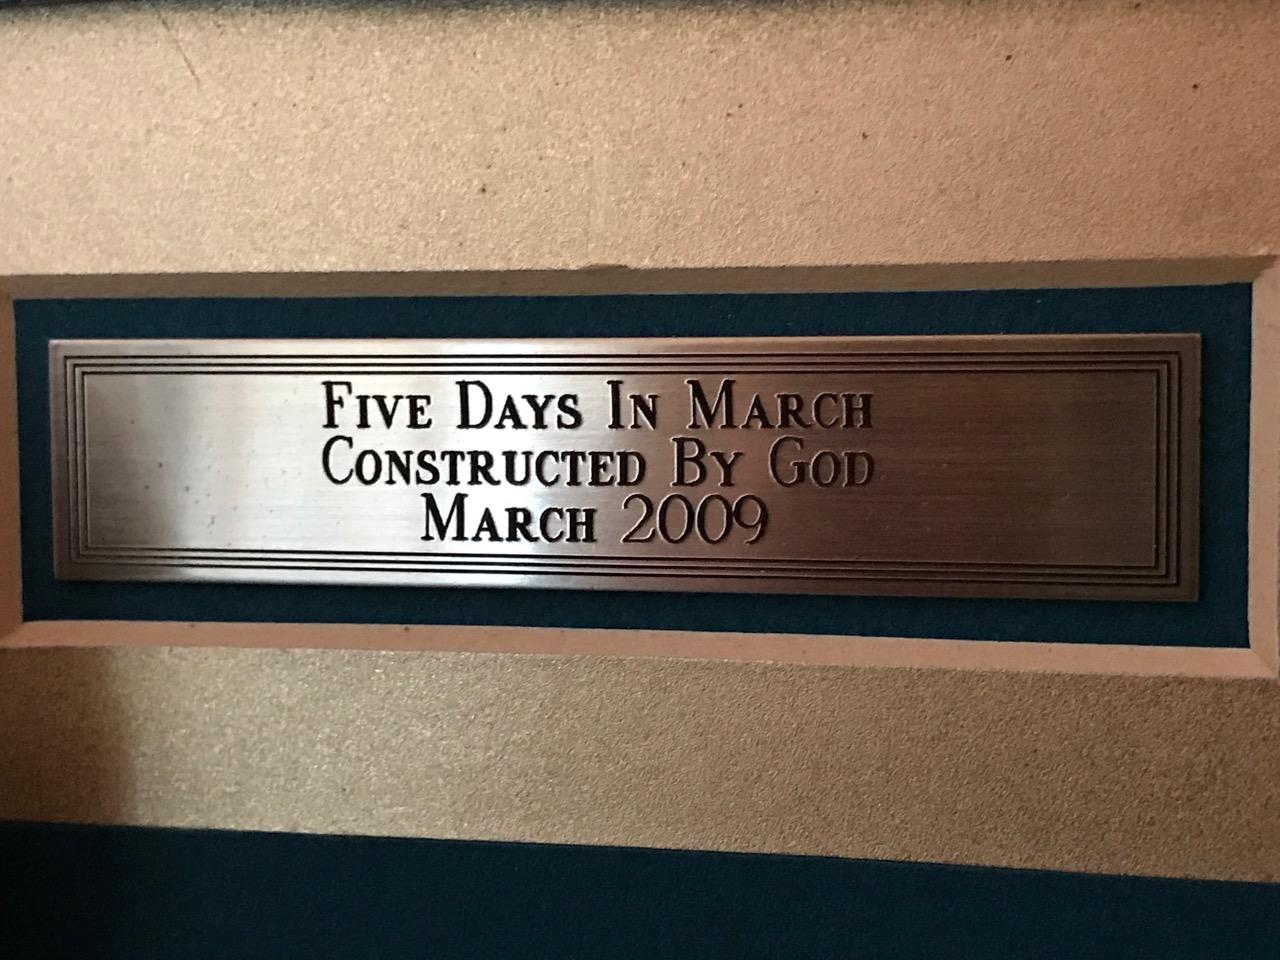 Five Days In March
Constructed By God
March 2009